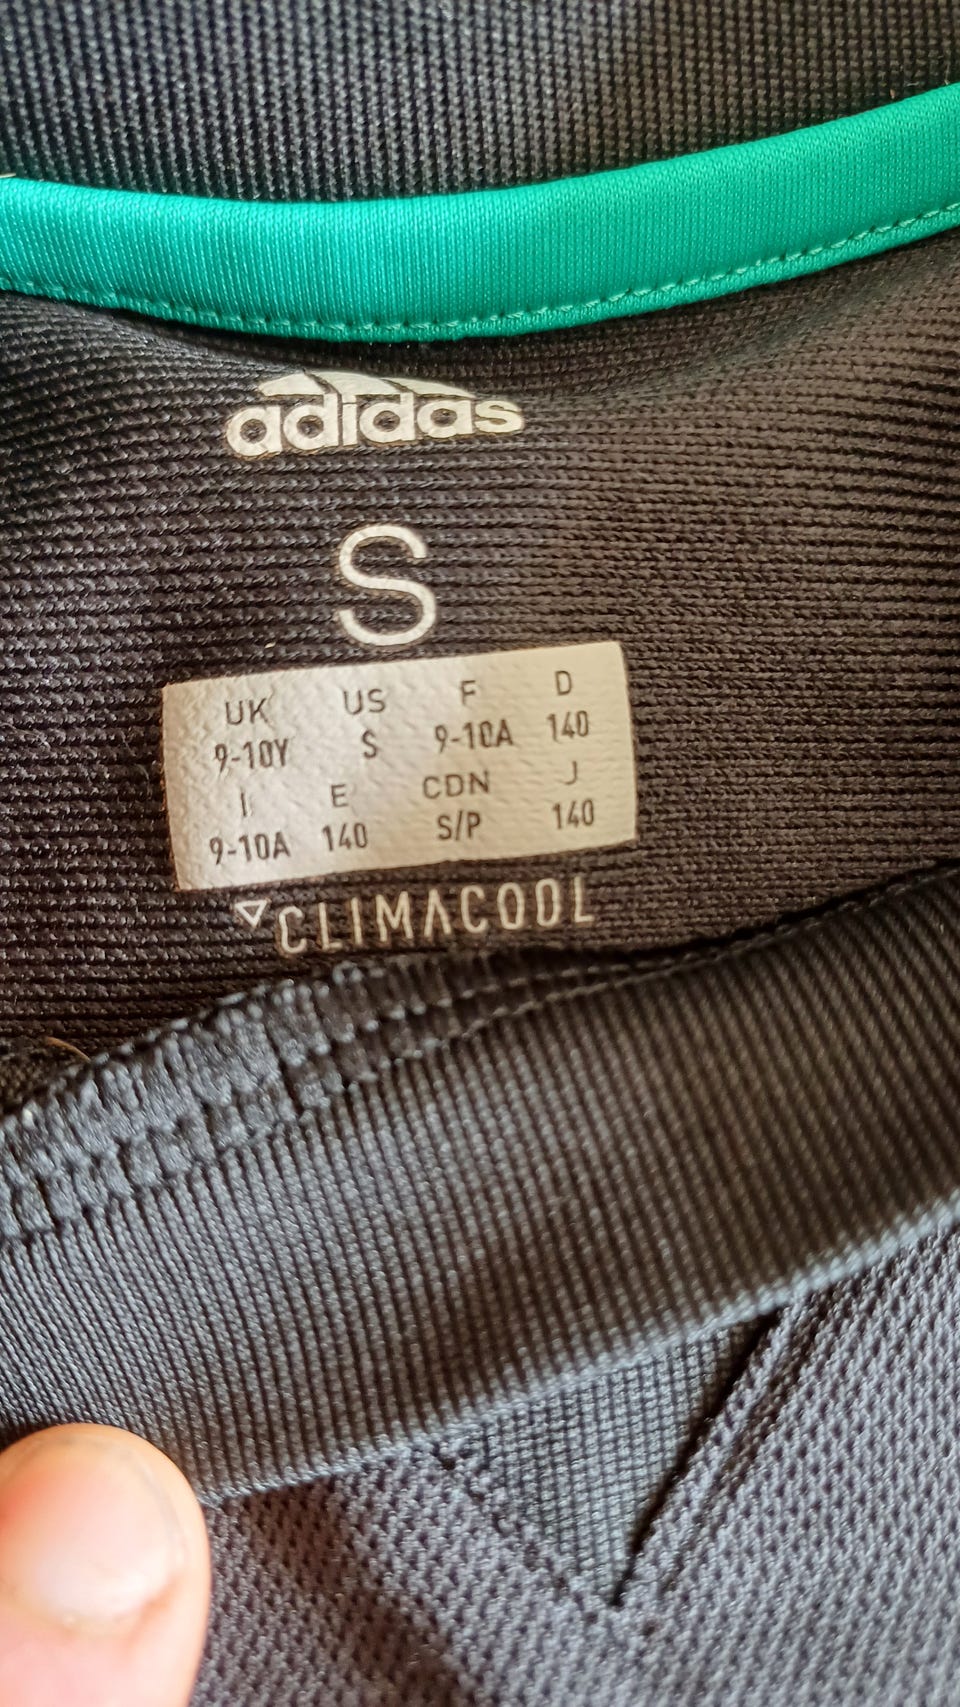 adidas
S
UK US F D
9-10Y S 9-10A 140
I E CDN J
9-10A 140 S/P 140
CLIMACOOL